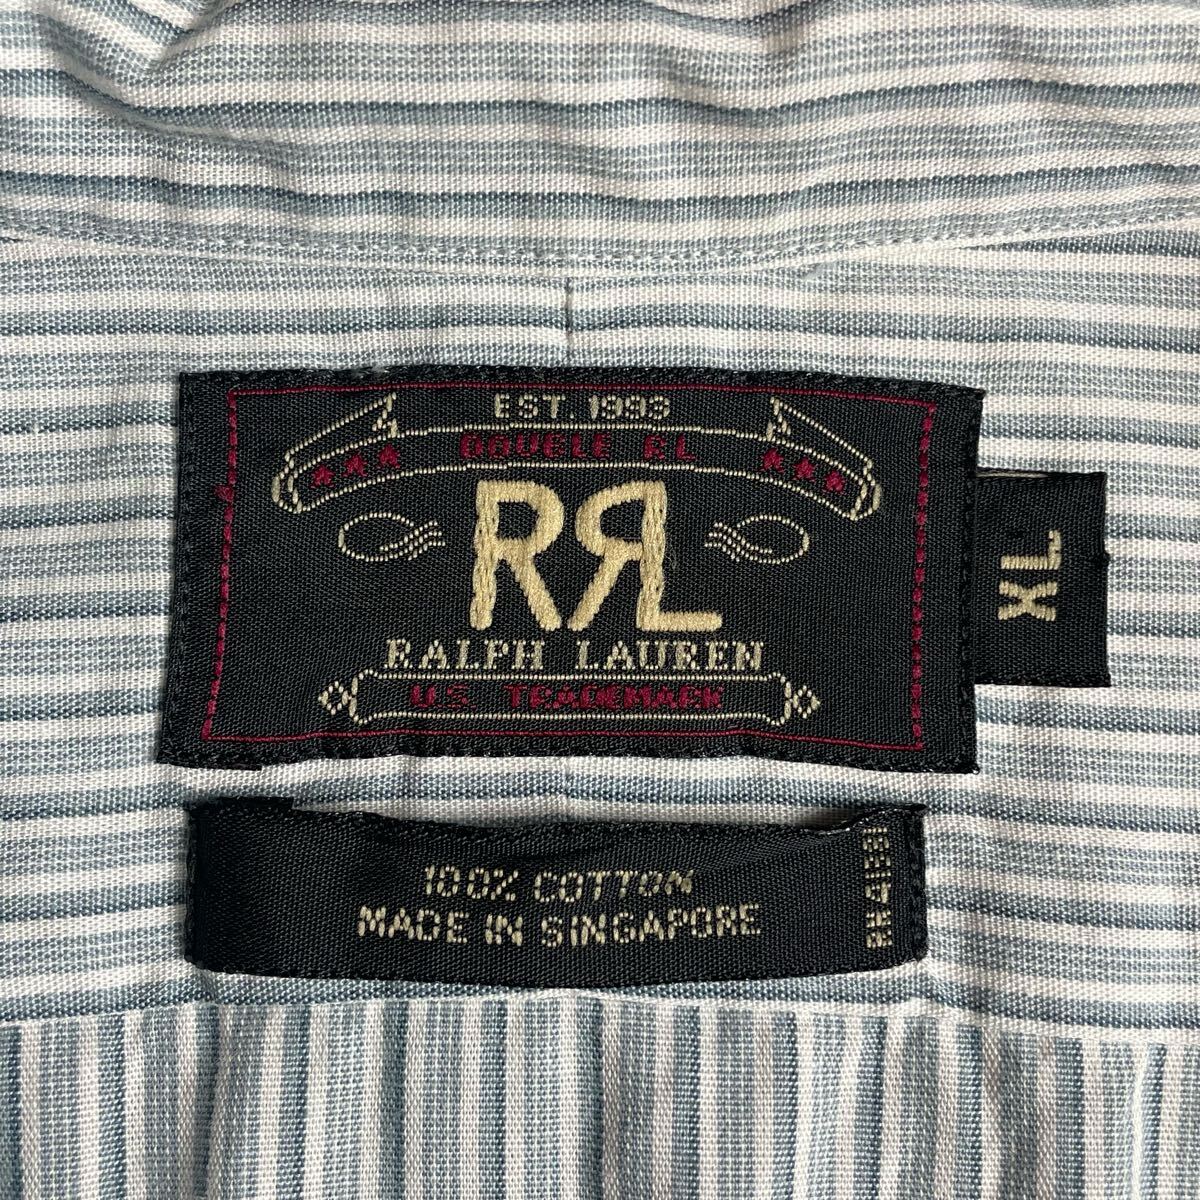 EST. 1993
DOUBLE RL
RRL
RALPH LAUREN
U.S. TRADEMARK
XL
100% COTTON
MADE IN SINGAPORE